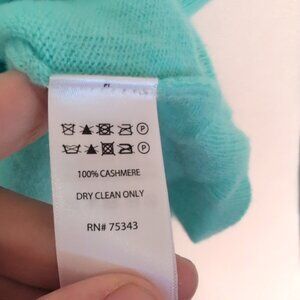 100% CASHMERE
DRY CLEAN ONLY
RN# 75343